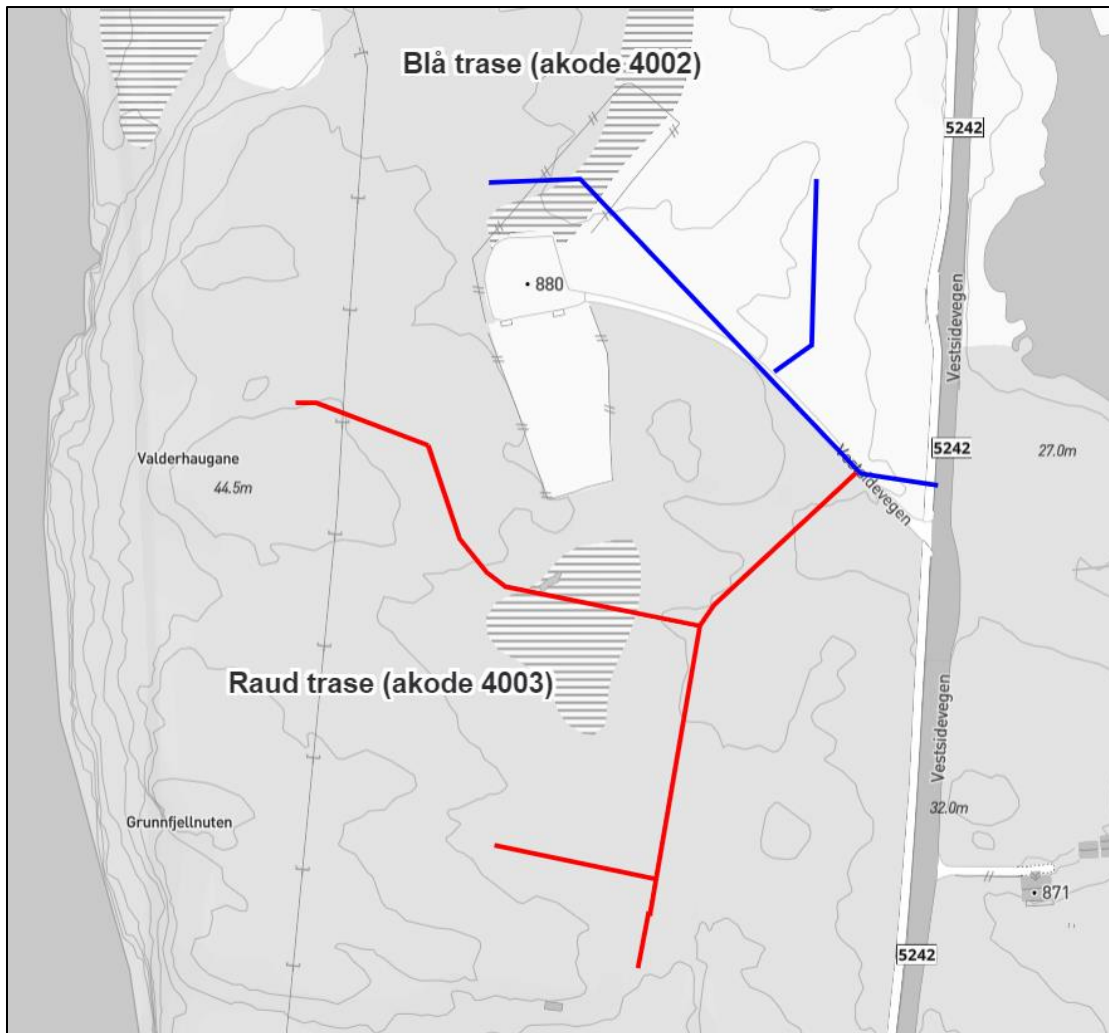 Blå trase (akode 4002)
5242
880
Vestsidevegen
Valderhaugane
44.5m
Vestsidevegen
5242
27.0m
Raud trase (akode 4003)
Vestsidevegen
32.0m
Grunnfjellnuten
871
5242